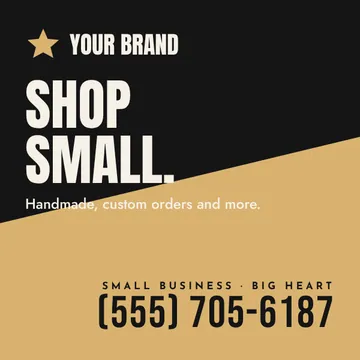 YOUR BRAND
SHOP
SMALL.
Handmade, custom orders and more.
SMALL BUSINESS · BIG HEART
(555) 705-6187